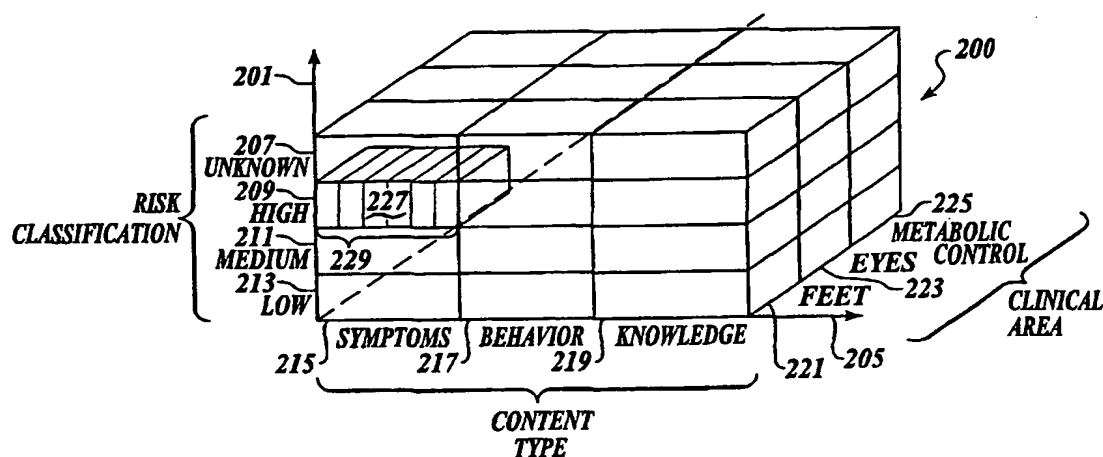 201
200
207
UNKNOWN
209
HIGH
227
RISK
CLASSIFICATION
211
MEDIUM
229
213
LOW
225
METABOLIC
CONTROL
EYES
223
FEET
CLINICAL
AREA
SYMPTOMS
BEHAVIOR
KNOWLEDGE
215
217
219
221
205
CONTENT
TYPE